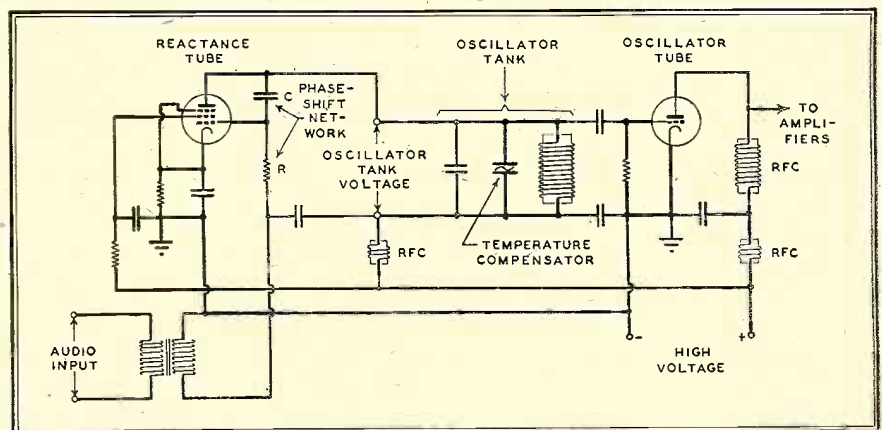 REACTANCE
TUBE
C
PHASE-
SHIFT
NET-
WORK
R
OSCILLATOR
TANK
VOLTAGE
OSCILLATOR
TANK
OSCILLATOR
TUBE
TO
AMPLI-
FIERS
RFC
RFC
TEMPERATURE
COMPENSATOR
RFC
AUDIO
INPUT
-
+
HIGH
VOLTAGE